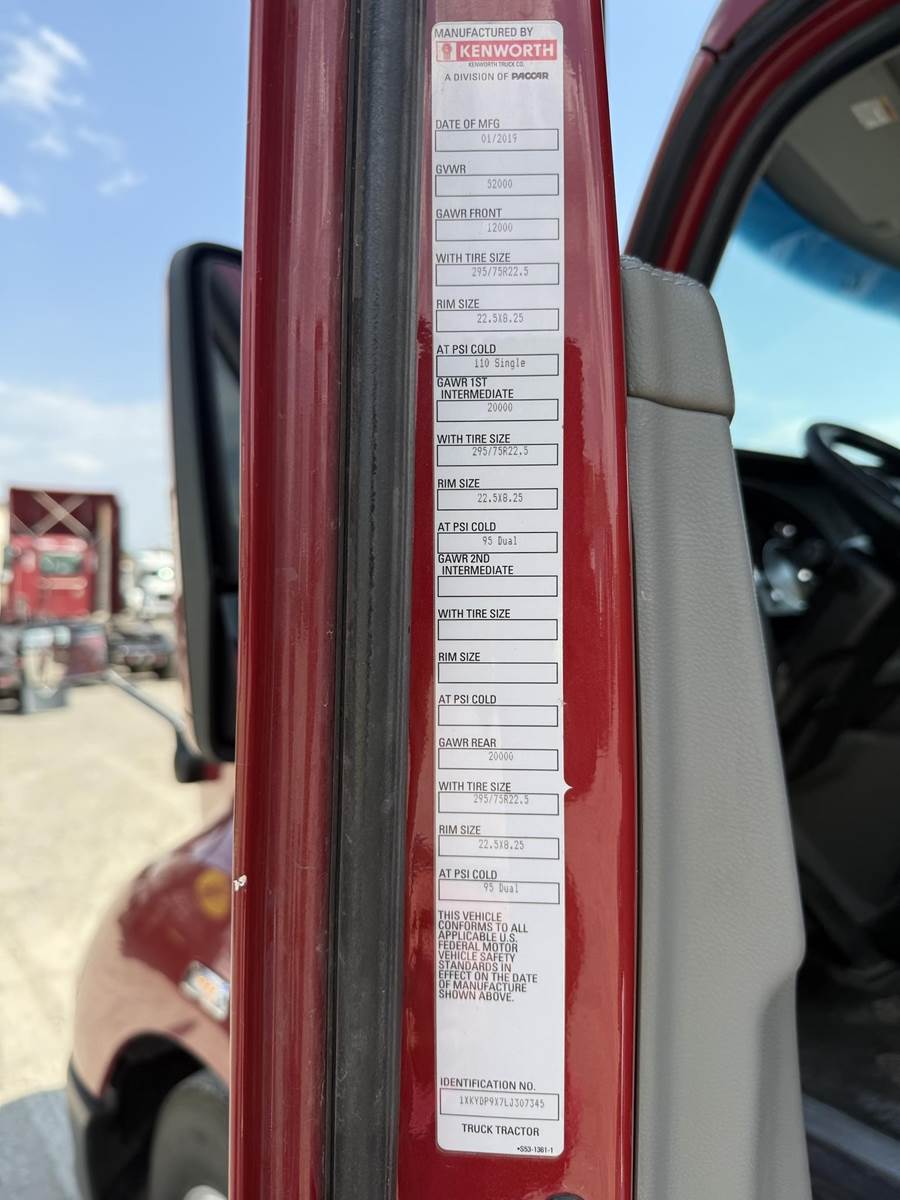 MANUFACTURED BY
KENWORTH
KENWORTH TRUCK CO.
A DIVISION OF PACCAR
DATE OF MFG
01/2019
GVWR
52000
GAWR FRONT
12000
WITH TIRE SIZE
295/75R22.5
RIM SIZE
22.5X8.25
AT PSI COLD
110 Single
GAWR 1ST
INTERMEDIATE
20000
WITH TIRE SIZE
295/75R22.5
RIM SIZE
22.5X8.25
AT PSI COLD
95 Dual
GAWR 2ND
INTERMEDIATE
WITH TIRE SIZE
RIM SIZE
AT PSI COLD
GAWR REAR
20000
WITH TIRE SIZE
295/75R22.5
RIM SIZE
22.5X8.25
AT PSI COLD
95 Dual
THIS VEHICLE
CONFORMS TO ALL
APPLICABLE U.S.
FEDERAL MOTOR
VEHICLE SAFETY
STANDARDS IN
EFFECT ON THE DATE
OF MANUFACTURE
SHOWN ABOVE.
IDENTIFICATION NO.
1XKYDP9X7LJ307345
TRUCK TRACTOR
•S53-1361-1